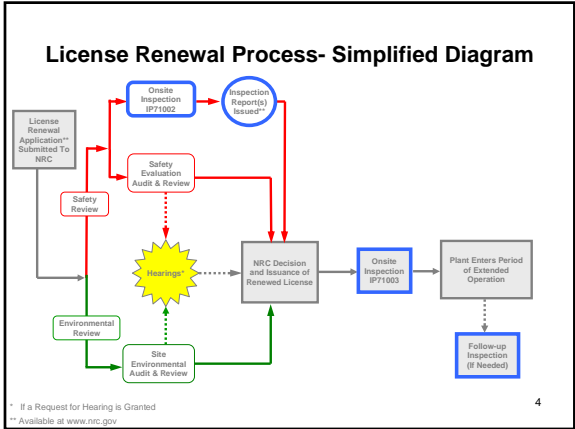 License Renewal Process- Simplified Diagram
License
Renewal
Application**
Submitted To
NRC
Onsite
Inspection
IP71002
Inspection
Report(s)
Issued**
Safety
Evaluation
Audit & Review
Safety
Review
Hearings*
NRC Decision
and Issuance of
Renewed License
Onsite
Inspection
IP71003
Plant Enters Period
of Extended
Operation
Environmental
Review
Site
Environmental
Audit & Review
Follow-up
Inspection
(If Needed)
* If a Request for Hearing is Granted
** Available at www.nrc.gov
4